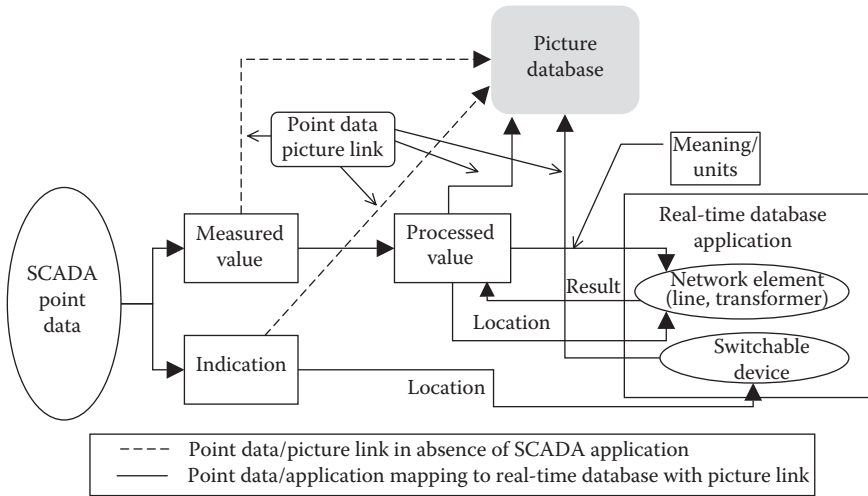 Picture
database
Point data
picture link
Meaning/
units
Real-time database
application
SCADA
point
data
Measured
value
Processed
value
Network element
(line, transformer)
Result
Location
Indication
Switchable
device
Location
Point data/picture link in absence of SCADA application
Point data/application mapping to real-time database with picture link